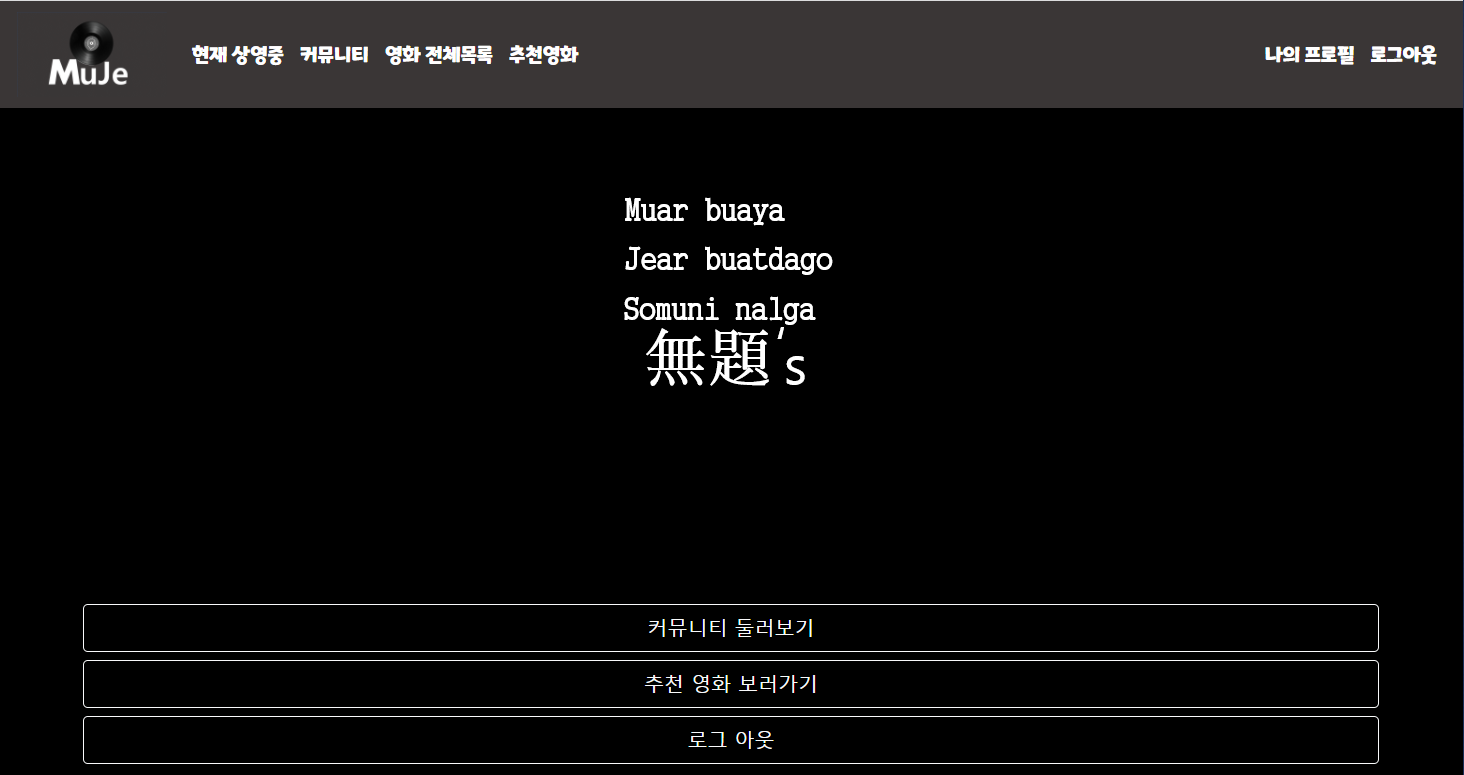 MuJe
현재 상영중 커뮤니티 영화 전체목록 추천영화 나의 프로필 로그아웃
Muar buaya
Jear buatdago
Somuni nalga
無題's
커뮤니티 둘러보기
추천 영화 보러가기
로그 아웃